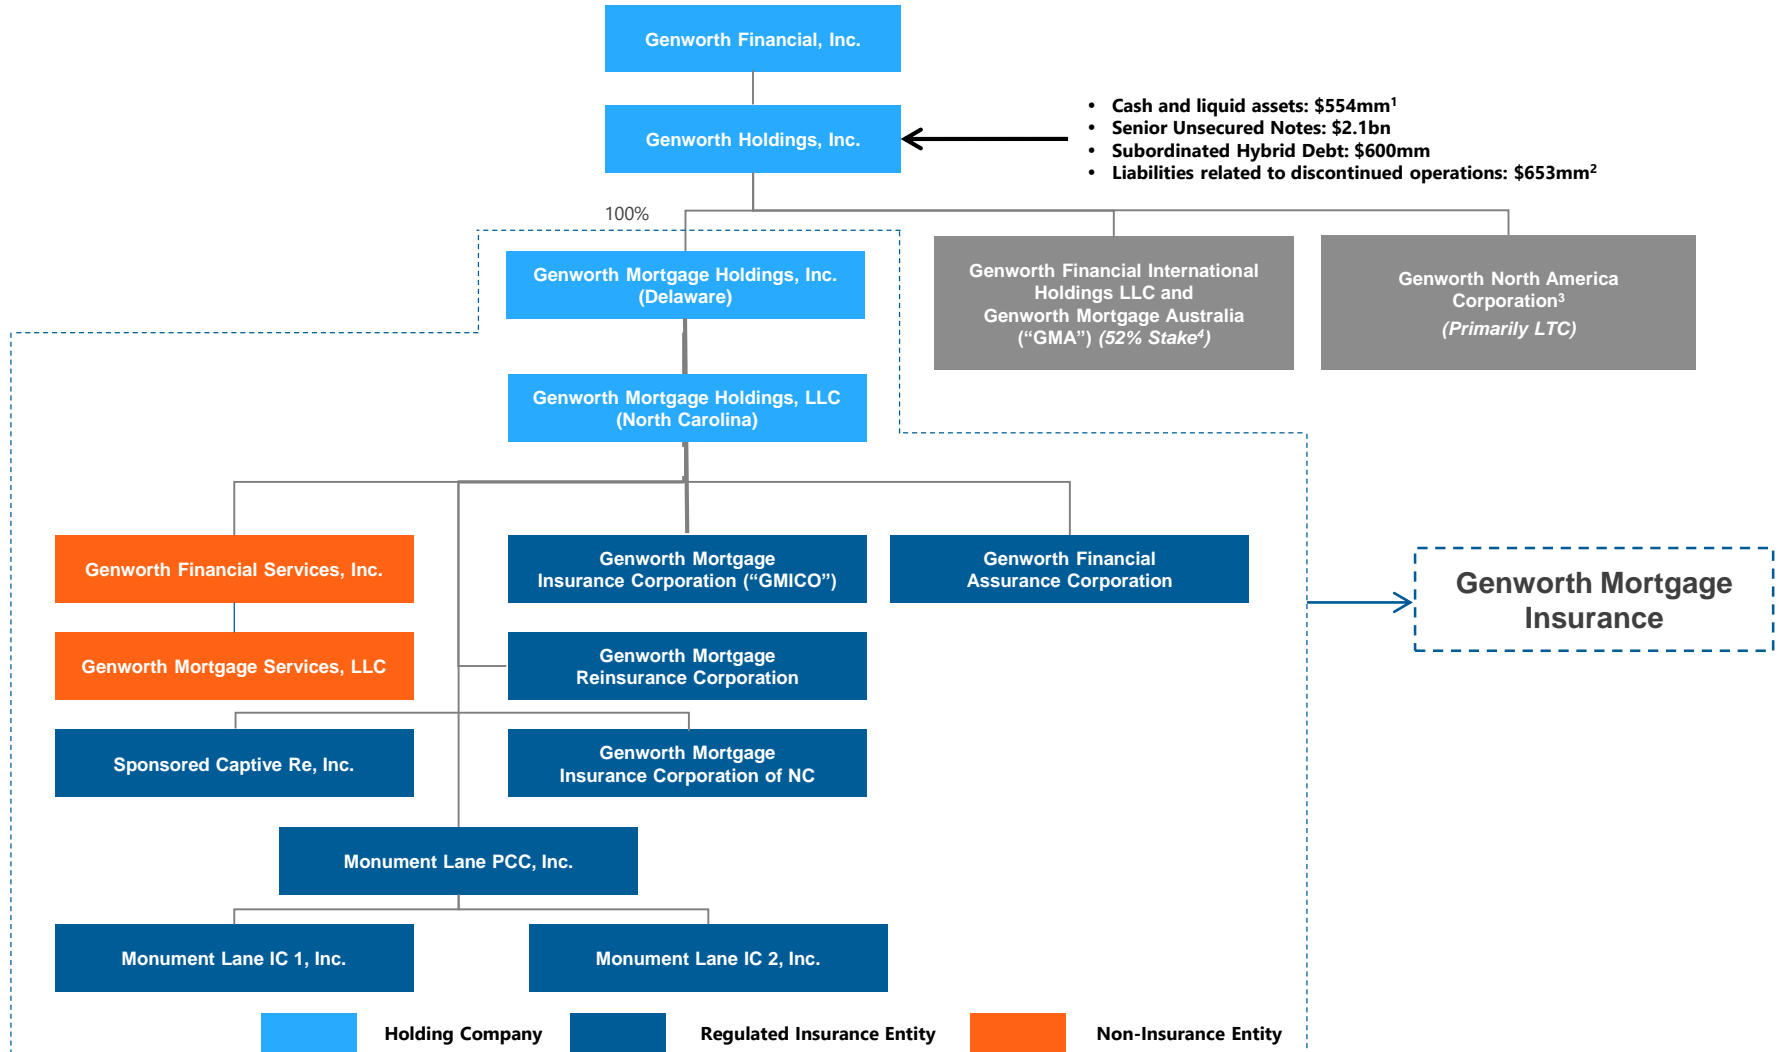 Genworth Financial, Inc.
Genworth Holdings, Inc.
• Cash and liquid assets: $554mm¹
• Senior Unsecured Notes: $2.1bn
• Subordinated Hybrid Debt: $600mm
• Liabilities related to discontinued operations: $653mm²
100%
Genworth Mortgage Holdings, Inc.
(Delaware)
Genworth Financial International
Holdings LLC and
Genworth Mortgage Australia
(“GMA”) (52% Stake⁴)
Genworth North America
Corporation³
(Primarily LTC)
Genworth Mortgage Holdings, LLC
(North Carolina)
Genworth Financial Services, Inc.
Genworth Mortgage
Insurance Corporation (“GMICO”)
Genworth Financial
Assurance Corporation
Genworth Mortgage
Insurance
Genworth Mortgage Services, LLC
Genworth Mortgage
Reinsurance Corporation
Sponsored Captive Re, Inc.
Genworth Mortgage
Insurance Corporation of NC
Monument Lane PCC, Inc.
Monument Lane IC 1, Inc.
Monument Lane IC 2, Inc.
Holding Company
Regulated Insurance Entity
Non-Insurance Entity